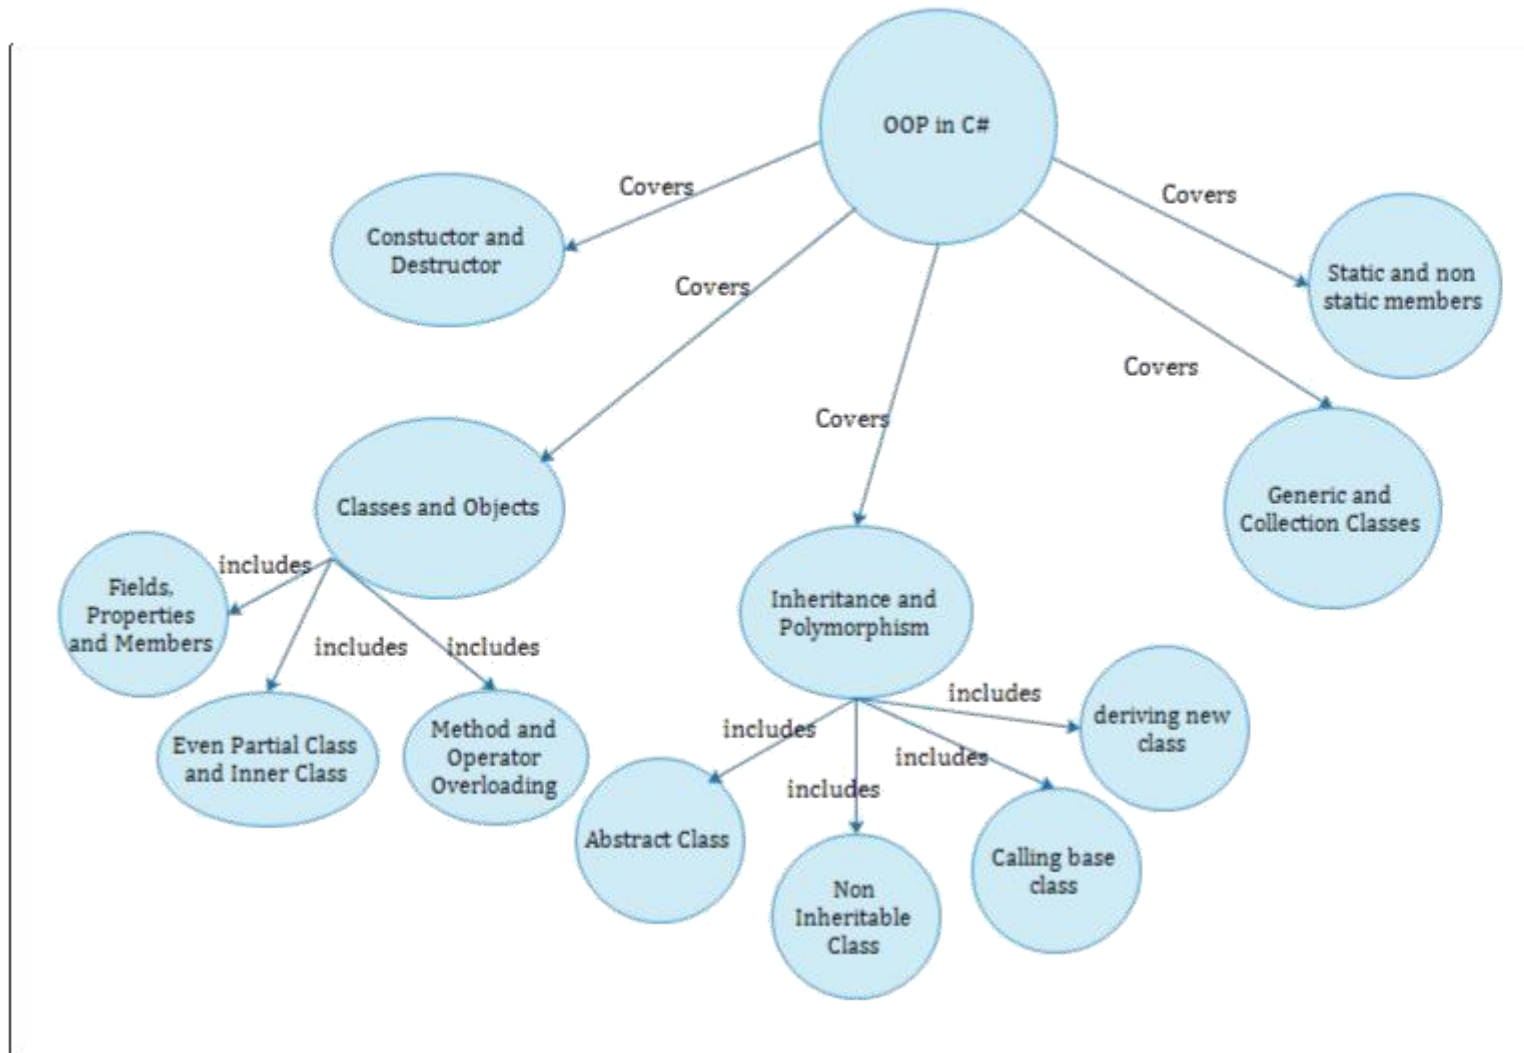 OOP in C#
Covers
Covers
Constuctor and
Destructor
Static and non
static members
Covers
Covers
Covers
Classes and Objects
Generic and
Collection Classes
includes
Fields,
Properties
and Members
Inheritance and
Polymorphism
includes
includes
includes
deriving new
class
includes
Even Partial Class
and Inner Class
Method and
Operator
Overloading
includes
includes
Abstract Class
Calling base
class
Non
Inheritable
Class